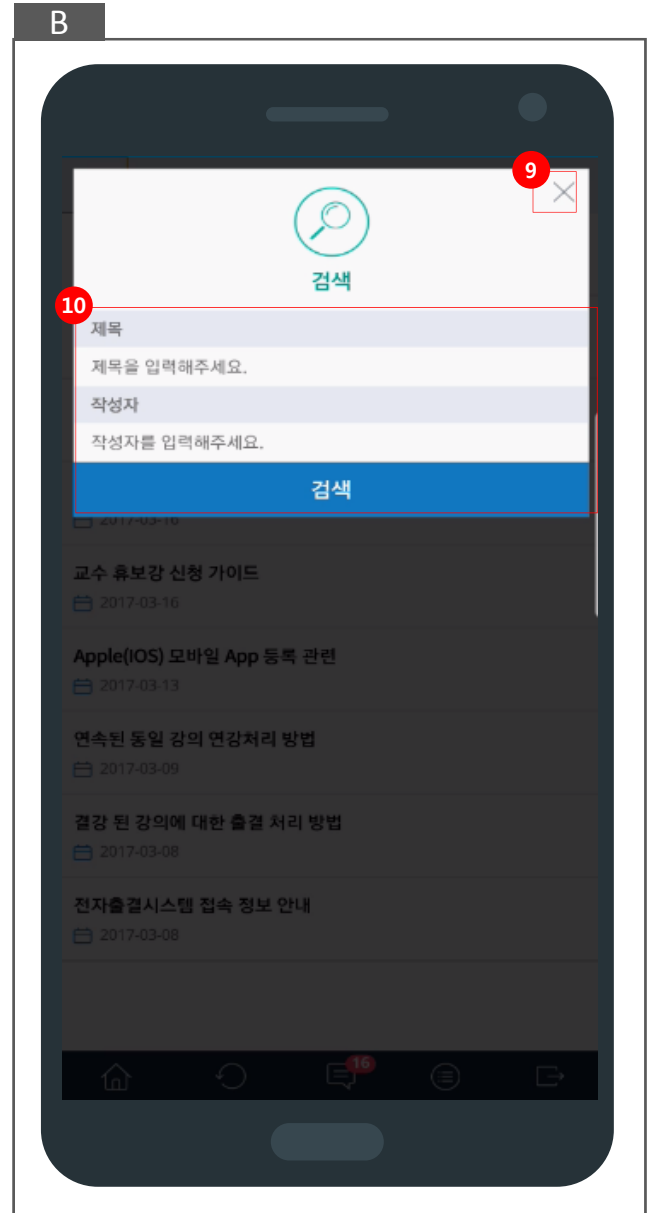 B
9
검색
10
제목
제목을 입력해주세요.
작성자
작성자를 입력해주세요.
검색
2017-03-16
교수 휴보강 신청 가이드
2017-03-16
Apple(IOS) 모바일 App 등록 관련
2017-03-13
연속된 동일 강의 연강처리 방법
2017-03-09
결강 된 강의에 대한 출결 처리 방법
2017-03-08
전자출결시스템 접속 정보 안내
2017-03-08
16